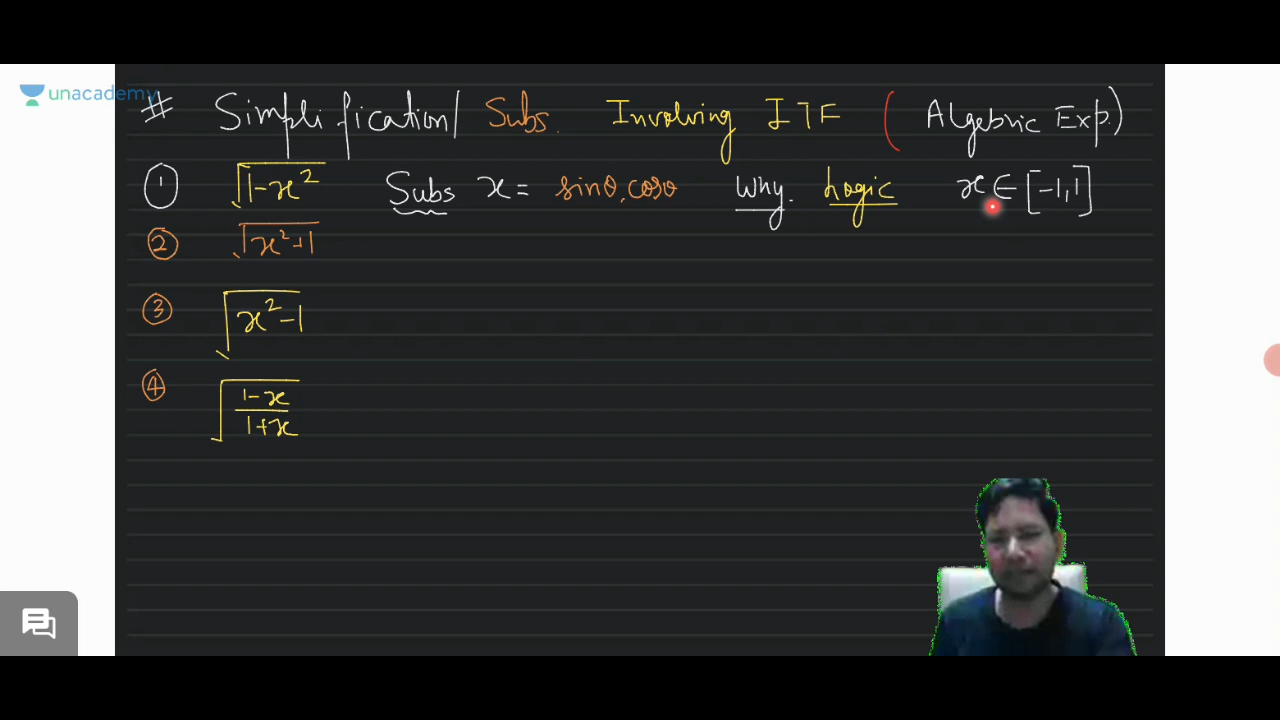 unacademy
# Simplification/ Subs. Involving ITF ( Algebric Exp.)
① √1-x² Subs x = sinθ, cosθ Why. Logic x ∈ [-1,1]
② √x²+1
③ √x²-1
④ √(1-x)/(1+x)